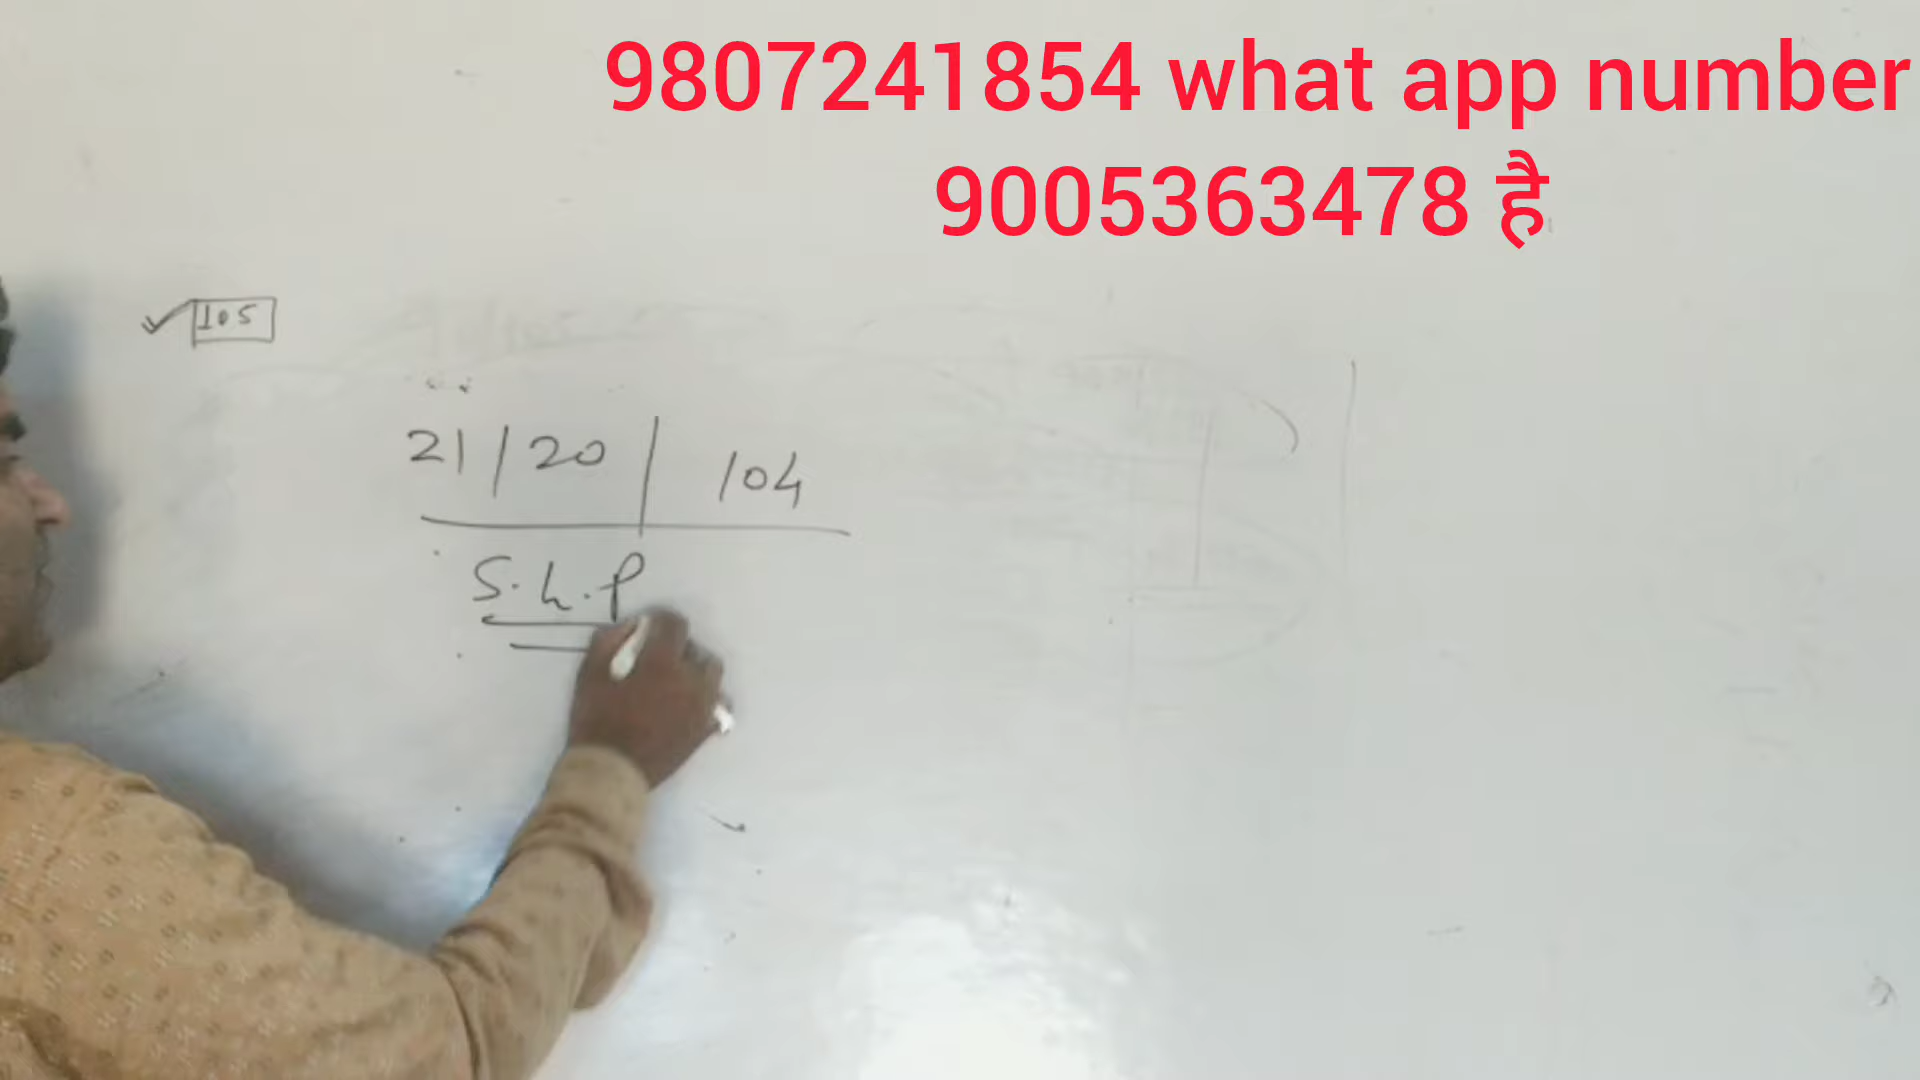 9807241854 what app number
9005363478 है
105
21 / 20 | 104
S.L.P